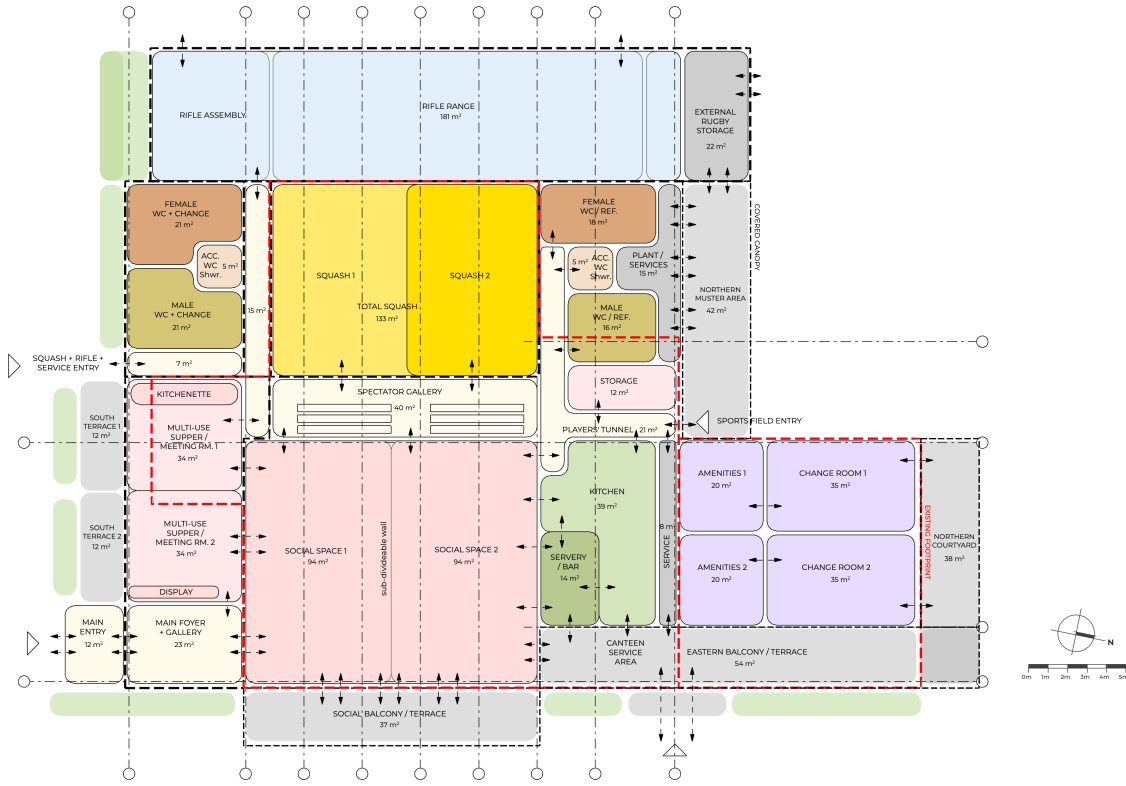 RIFLE ASSEMBLY
RIFLE RANGE
181 m²
EXTERNAL
RUGBY
STORAGE
22 m²
FEMALE
WC + CHANGE
21 m²
ACC.
WC
Shwr.
5 m²
MALE
WC + CHANGE
21 m²
15 m²
SQUASH 1
SQUASH 2
TOTAL SQUASH
133 m²
FEMALE
WC / REF.
18 m²
5 m²
ACC.
WC
Shwr.
PLANT /
SERVICES
15 m²
MALE
WC / REF.
16 m²
NORTHERN
MUSTER AREA
42 m²
COVERED CANOPY
SQUASH + RIFLE +
SERVICE ENTRY
7 m²
KITCHENETTE
SPECTATOR GALLERY
40 m²
STORAGE
12 m²
SOUTH
TERRACE 1
12 m²
MULTI-USE
SUPPER /
MEETING RM. 1
34 m²
PLAYERS' TUNNEL
21 m²
SPORTS FIELD ENTRY
AMENITIES 1
20 m²
CHANGE ROOM 1
35 m²
KITCHEN
39 m²
SOUTH
TERRACE 2
12 m²
MULTI-USE
SUPPER /
MEETING RM. 2
34 m²
SOCIAL SPACE 1
94 m²
sub-divideable wall
SOCIAL SPACE 2
94 m²
SERVERY
/ BAR
14 m²
8 m²
SERVICE
AMENITIES 2
20 m²
CHANGE ROOM 2
35 m²
EXISTING FOOTPRINT
NORTHERN
COURTYARD
38 m²
DISPLAY
MAIN
ENTRY
12 m²
MAIN FOYER
+ GALLERY
23 m²
CANTEEN
SERVICE
AREA
EASTERN BALCONY / TERRACE
54 m²
SOCIAL BALCONY / TERRACE
37 m²
N
0m 1m 2m 3m 4m 5m